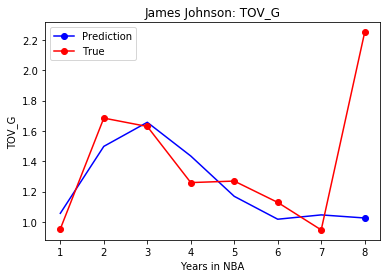 James Johnson: TOV_G
Prediction
True
2.2
2.0
1.8
1.6
1.4
1.2
1.0
TOV_G
1 2 3 4 5 6 7 8
Years in NBA